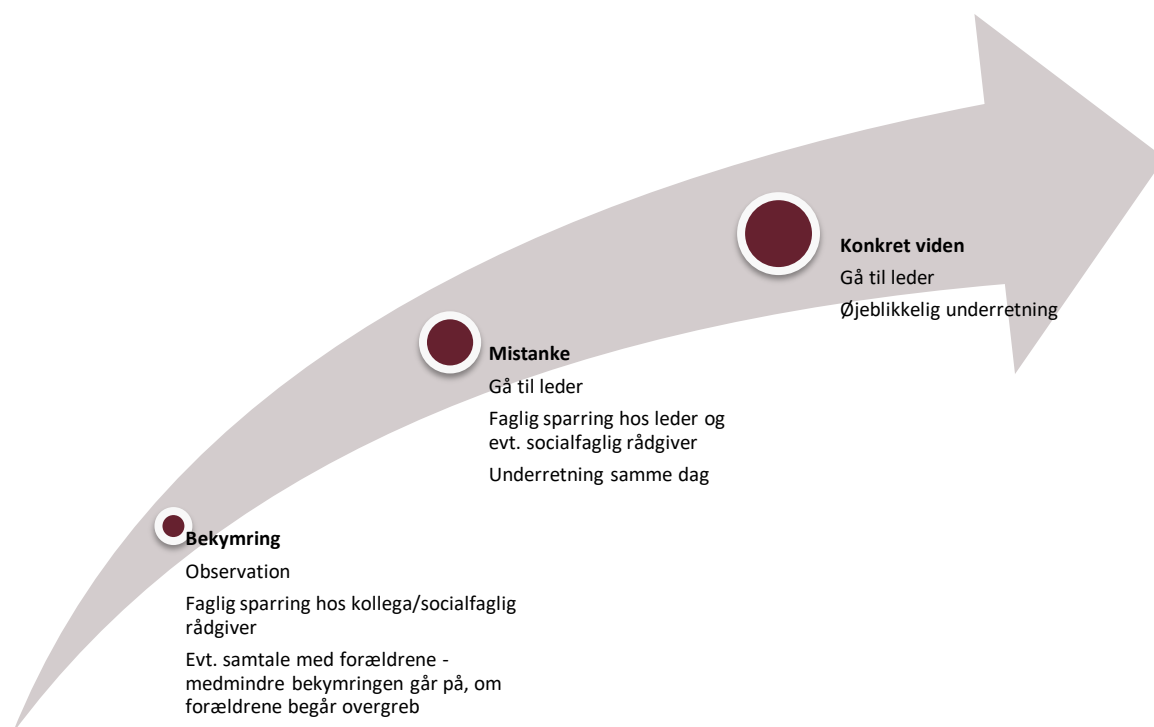 Konkret viden
Gå til leder
Øjeblikkelig underretning
Mistanke
Gå til leder
Faglig sparring hos leder og
evt. socialfaglig rådgiver
Underretning samme dag
Bekymring
Observation
Faglig sparring hos kollega/socialfaglig
rådgiver
Evt. samtale med forældrene -
medmindre bekymringen går på, om
forældrene begår overgreb